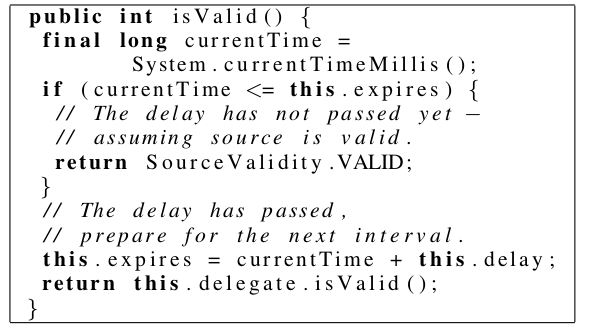 public int isValid() {
final long currentTime =
System.currentTimeMillis();
if (currentTime <= this.expires) {
// The delay has not passed yet −
// assuming source is valid.
return SourceValidity.VALID;
}
// The delay has passed,
// prepare for the next interval.
this.expires = currentTime + this.delay;
return this.delegate.isValid();
}